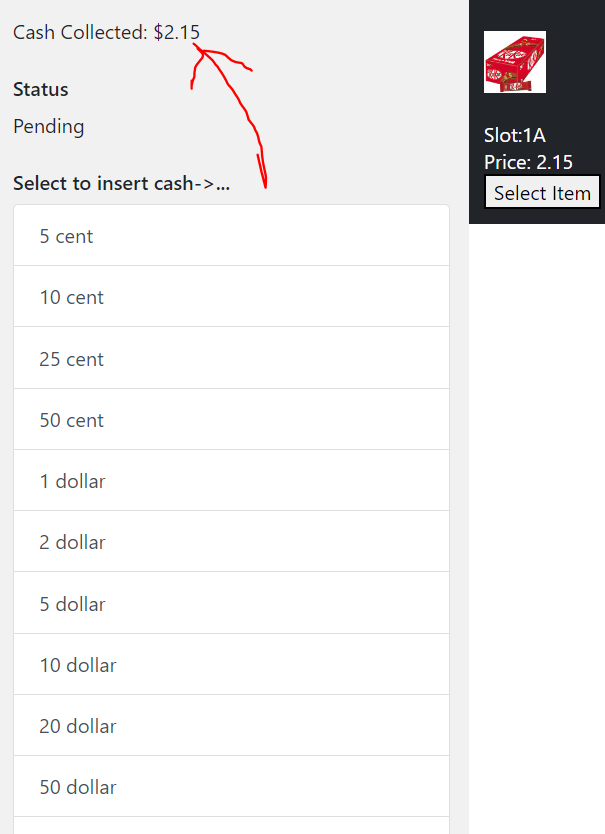 Cash Collected: $2.15
Status
Pending
Select to insert cash->...
5 cent
10 cent
25 cent
50 cent
1 dollar
2 dollar
5 dollar
10 dollar
20 dollar
50 dollar
KitKat
Slot:1A
Price: 2.15
Select Item